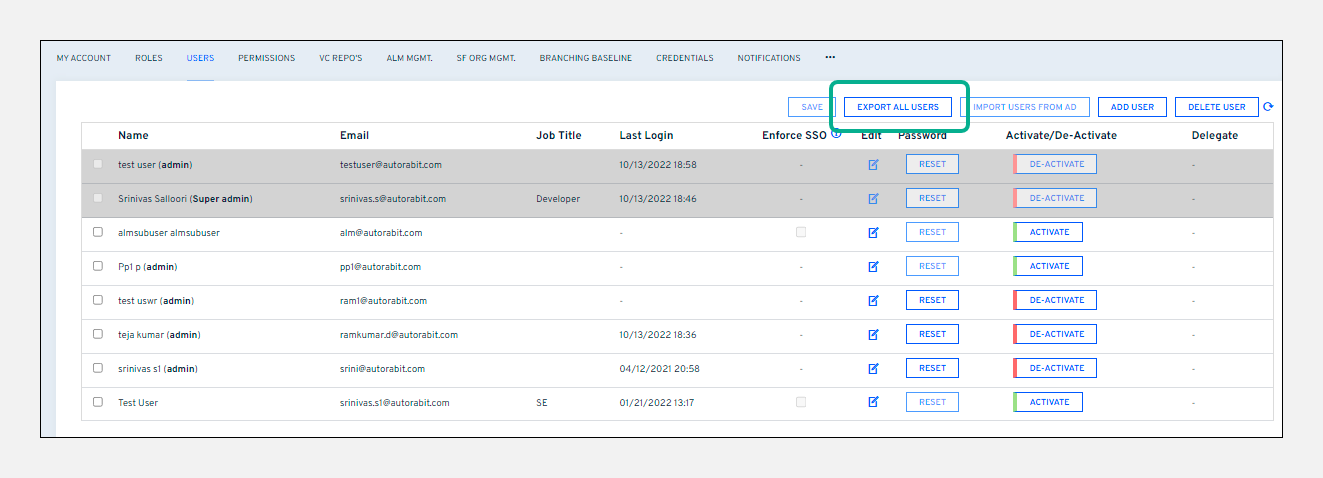 MY ACCOUNT ROLES USERS PERMISSIONS VC REPO'S ALM MGMT. SF ORG MGMT. BRANCHING BASELINE CREDENTIALS NOTIFICATIONS •••
SAVE EXPORT ALL USERS IMPORT USERS FROM AD ADD USER DELETE USER
Name Email Job Title Last Login Enforce SSO Edit Password Activate/De-Activate Delegate
test user (admin) testuser@autorabit.com 10/13/2022 18:58 - RESET DE-ACTIVATE -
Srinivas Salloori (Super admin) srinivas.s@autorabit.com Developer 10/13/2022 18:46 - RESET DE-ACTIVATE -
almsubuser almsubuser alm@autorabit.com - RESET ACTIVATE -
Pp1 p (admin) pp1@autorabit.com - - RESET ACTIVATE -
test uswr (admin) ram1@autorabit.com - - RESET DE-ACTIVATE -
teja kumar (admin) ramkumar.d@autorabit.com 10/13/2022 18:36 - RESET DE-ACTIVATE -
srinivas s1 (admin) srini@autorabit.com 04/12/2021 20:58 - RESET DE-ACTIVATE -
Test User srinivas.s1@autorabit.com SE 01/21/2022 13:17 RESET ACTIVATE -